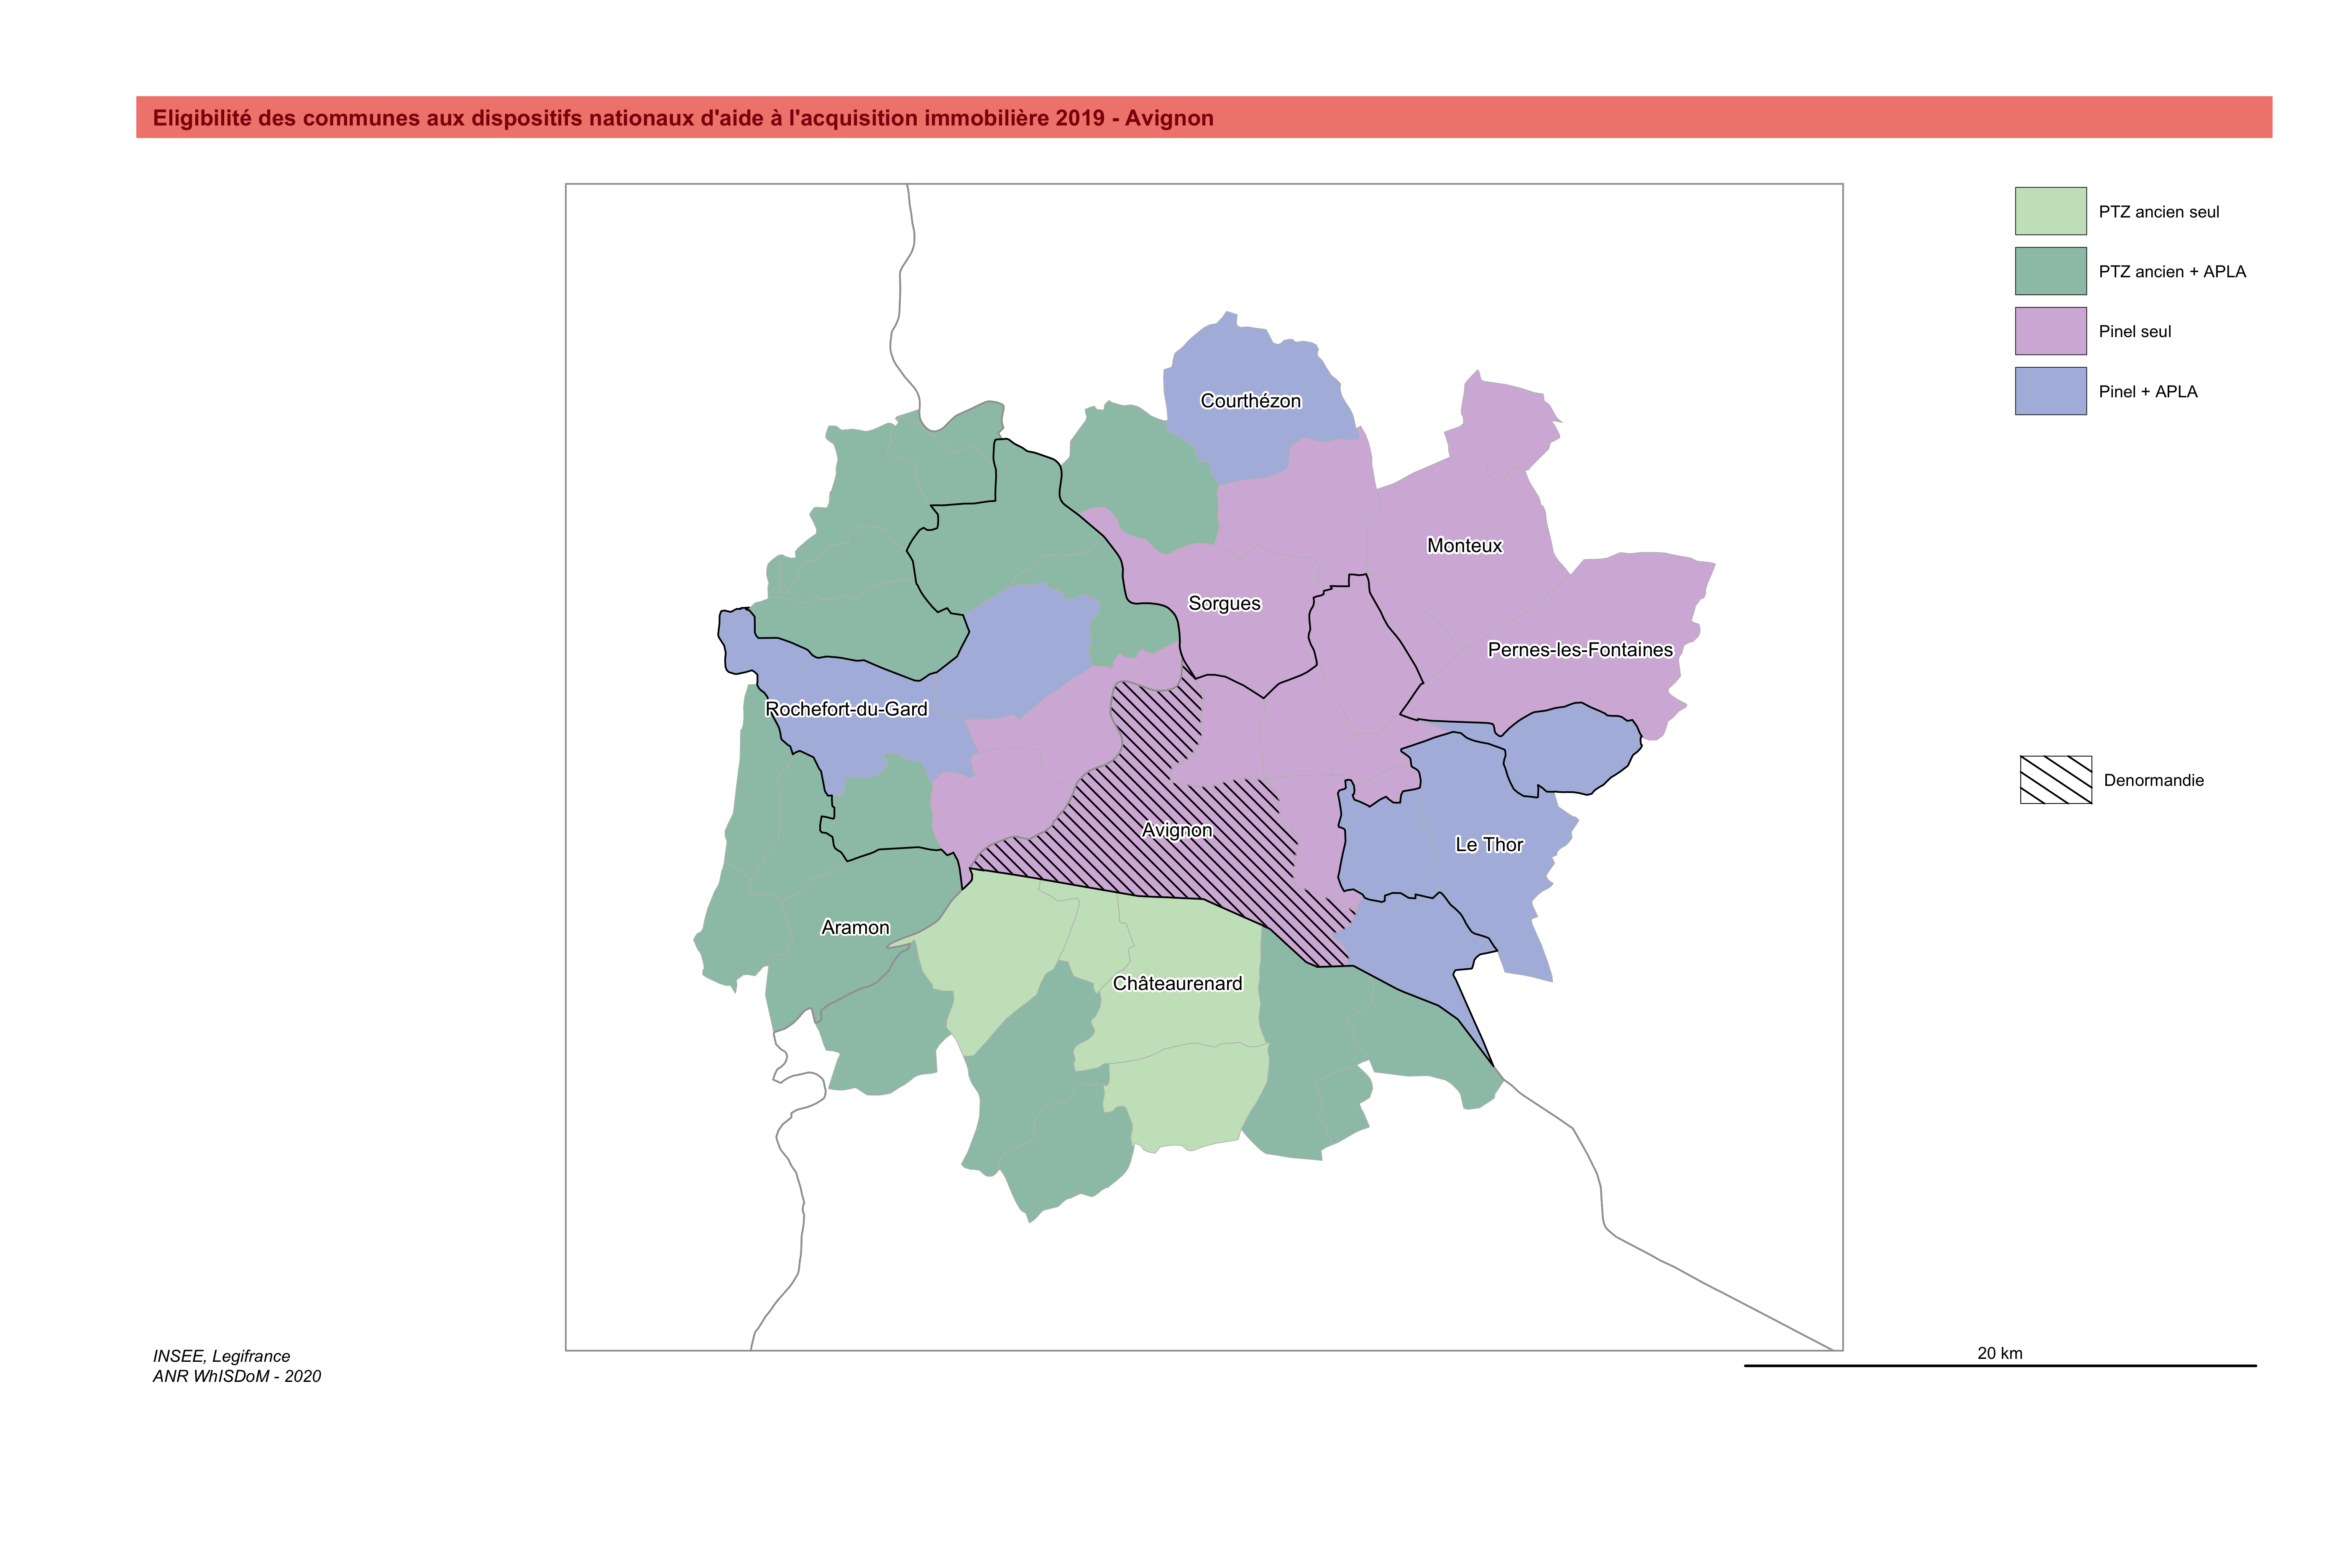 Eligibilité des communes aux dispositifs nationaux d'aide à l'acquisition immobilière 2019 - Avignon
PTZ ancien seul
PTZ ancien + APLA
Pinel seul
Pinel + APLA
Courthézon
Monteux
Sorgues
Pernes-les-Fontaines
Rochefort-du-Gard
Denormandie
Avignon
Le Thor
Aramon
Châteaurenard
INSEE, Legifrance
ANR WhISDoM - 2020
20 km